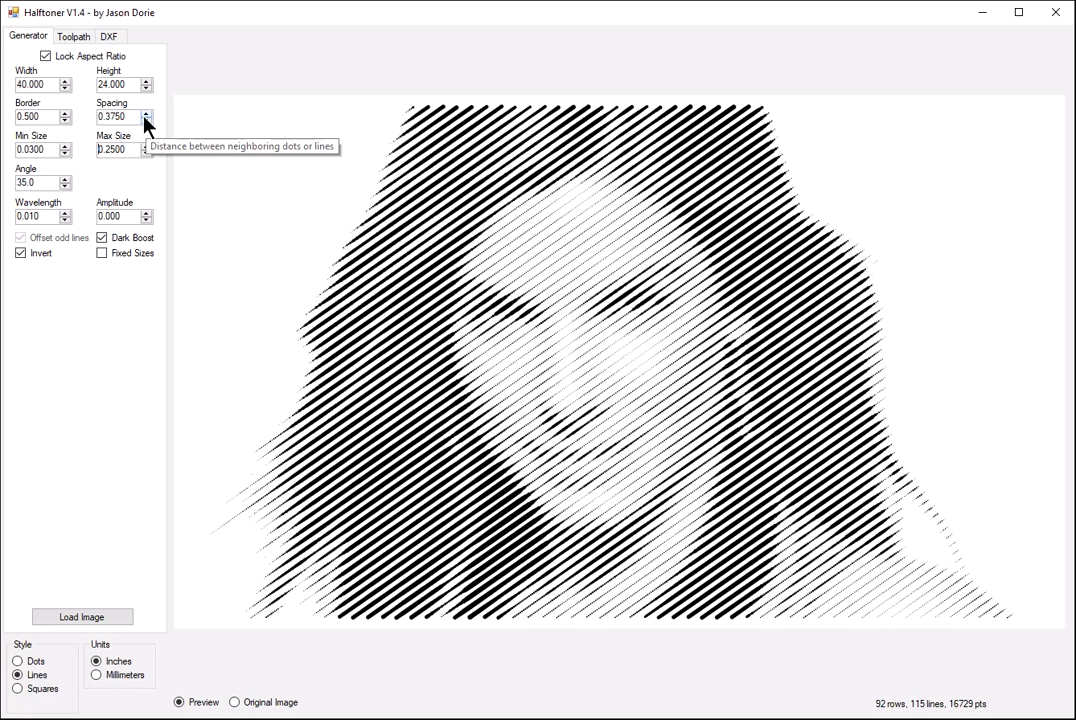 Halftoner V1.4 - by Jason Dorie
Generator Toolpath DXF
Lock Aspect Ratio
Width Height
40.000 24.000
Border Spacing
0.500 0.3750
Min Size Max Size
0.0300 0.2500
Distance between neighboring dots or lines
Angle
35.0
Wavelength Amplitude
0.010 0.000
Offset odd lines Dark Boost
Invert Fixed Sizes
Load Image
Style Units
Dots Inches
Lines Millimeters
Squares
Preview Original Image 92 rows, 115 lines, 16729 pts